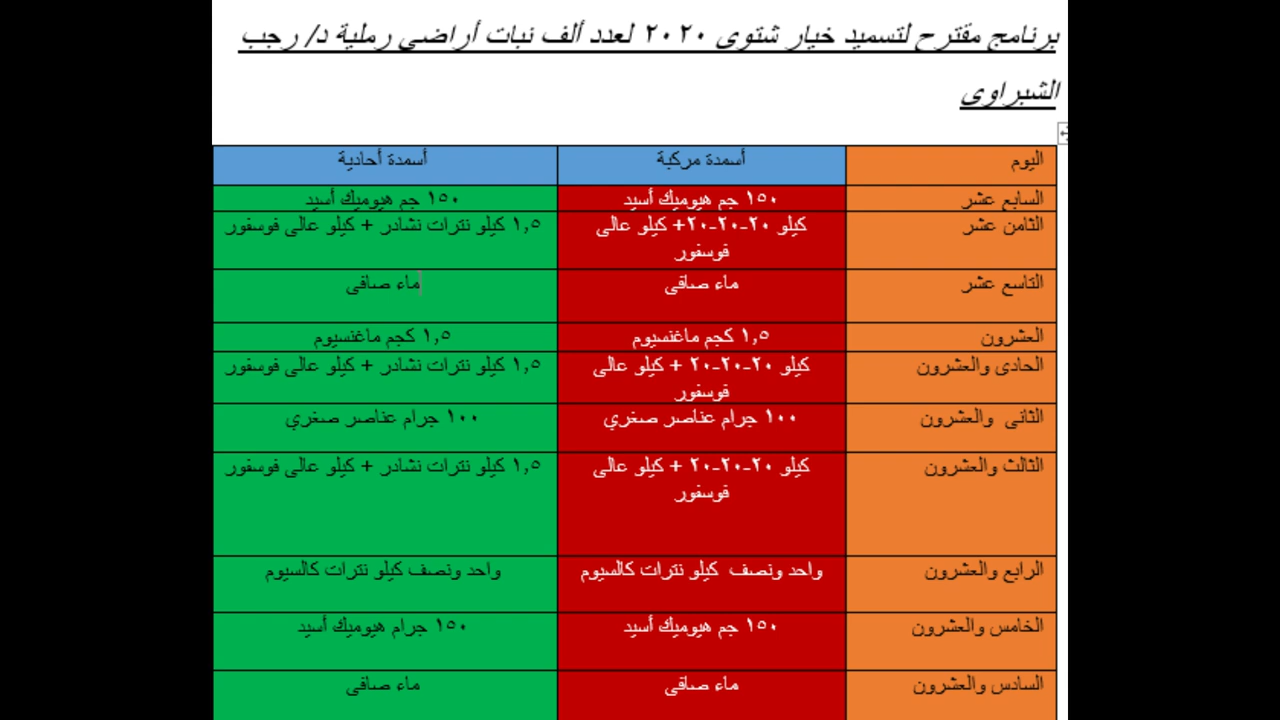 برنامج مقترح لتسميد خيار شتوى ٢٠٢٠ لعدد ألف نبات أراضى رملية د/ رجب
الشبراوى
اليوم أسمدة مركبة أسمدة أحادية
السابع عشر ١٥٠ جم هيوميك أسيد ١٥٠ جم هيوميك أسيد
الثامن عشر كيلو ٢٠-٢٠-٢٠+ كيلو عالى ١,٥ كيلو نترات نشادر + كيلو عالى فوسفور
فوسفور
التاسع عشر ماء صافى ماء صافى
العشرون ١,٥ كجم ماغنسيوم ١,٥ كجم ماغنسيوم
الحادى والعشرون كيلو ٢٠-٢٠-٢٠ + كيلو عالى ١,٥ كيلو نترات نشادر + كيلو عالى فوسفور
فوسفور
الثانى والعشرون ١٠٠ جرام عناصر صغري ١٠٠ جرام عناصر صغري
الثالث والعشرون كيلو ٢٠-٢٠-٢٠ + كيلو عالى ١,٥ كيلو نترات نشادر + كيلو عالى فوسفور
فوسفور
الرابع والعشرون واحد ونصف كيلو نترات كالسيوم واحد ونصف كيلو نترات كالسيوم
الخامس والعشرون ١٥٠ جم هيوميك أسيد ١٥٠ جرام هيوميك أسيد
السادس والعشرون ماء صافى ماء صافى